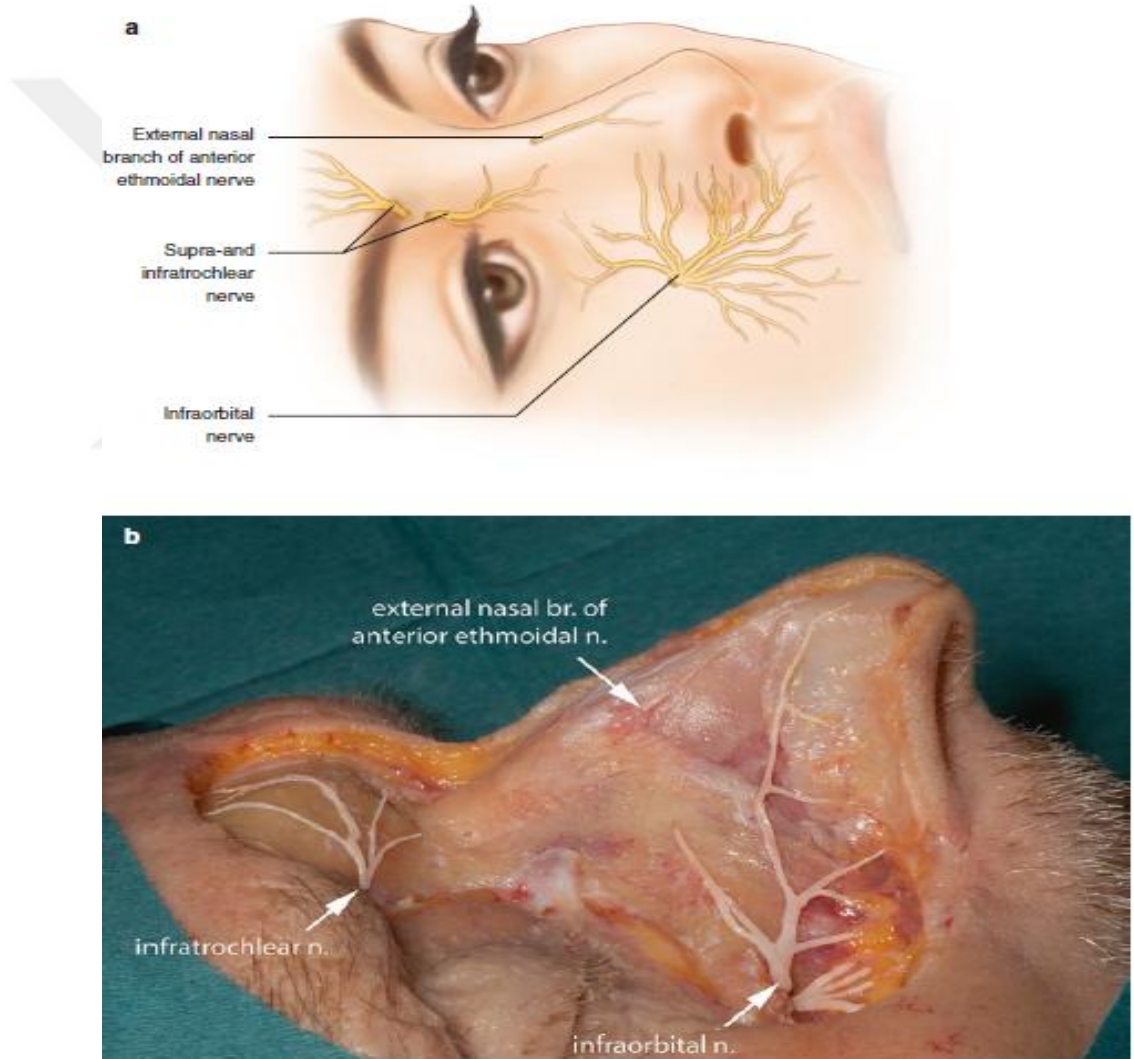 a
External nasal
branch of anterior
ethmoidal nerve
Supra-and
infratrochlear
nerve
Infraorbital
nerve
b
external nasal br. of
anterior ethmoidal n.
infratrochlear n.
infraorbital n.